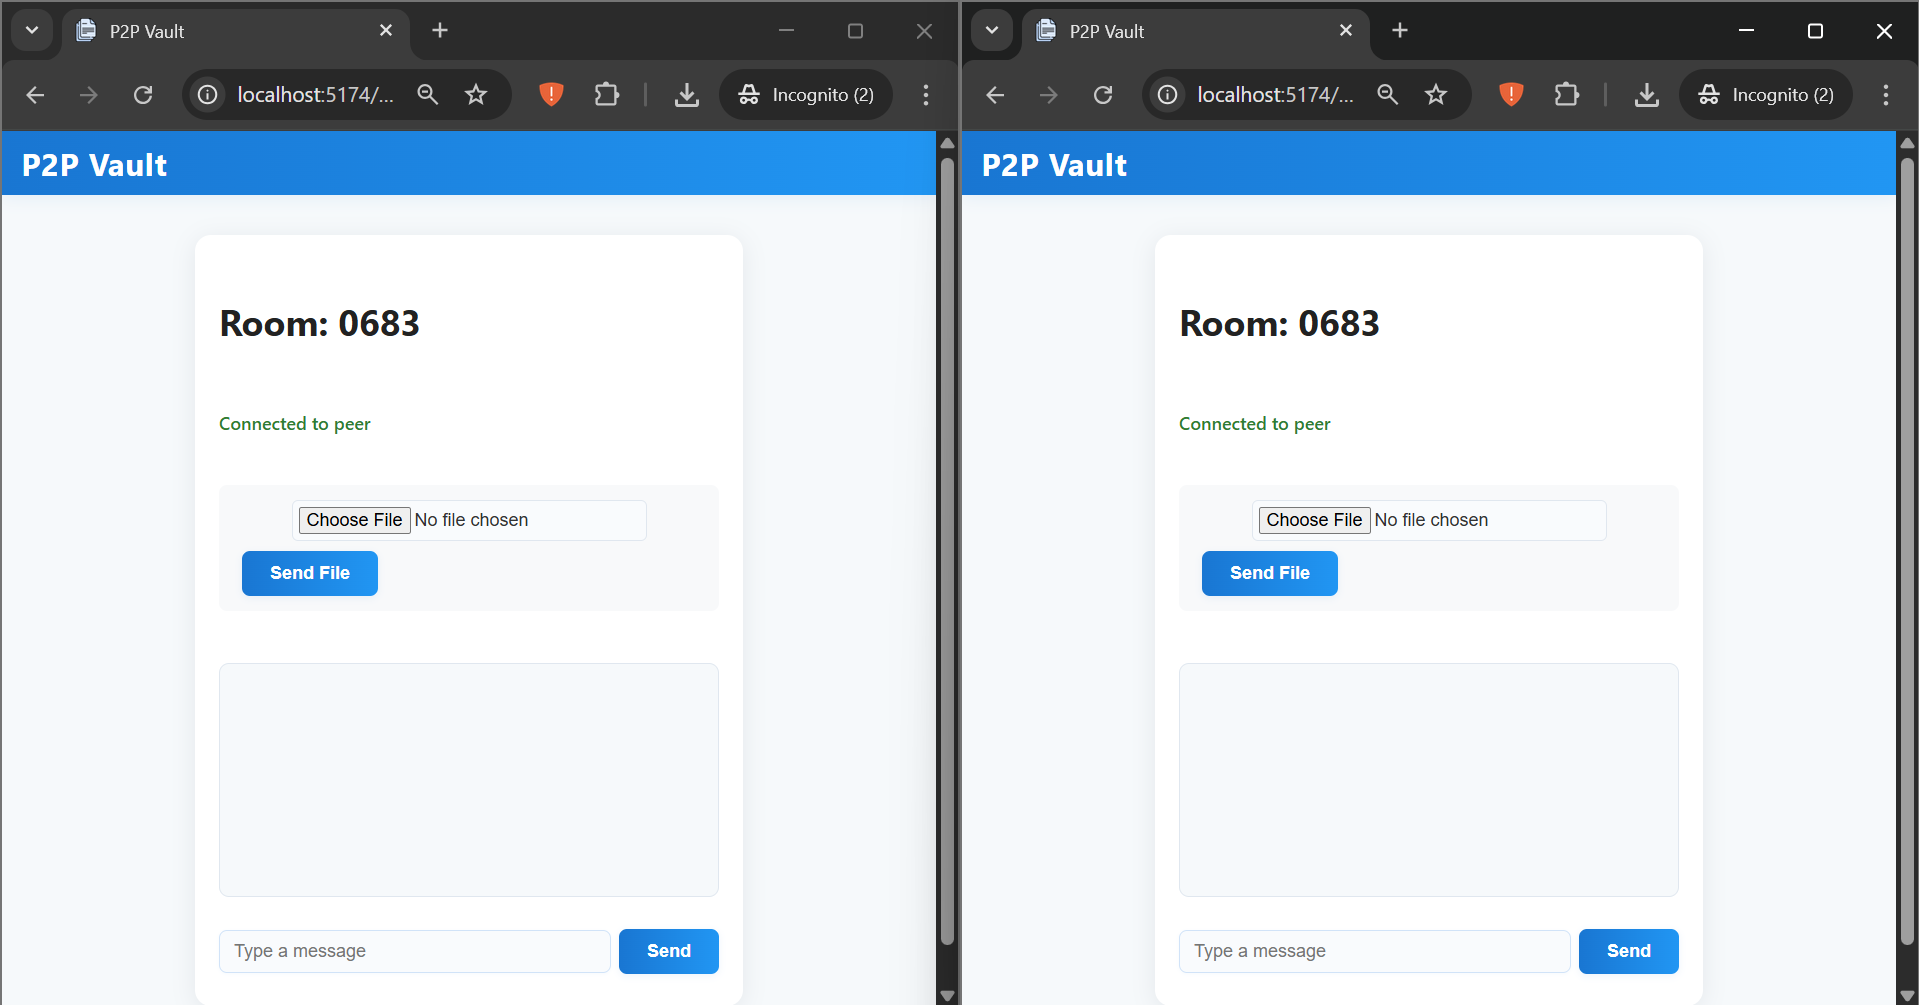 P2P Vault
localhost:5174/...
Incognito (2)
P2P Vault
Room: 0683
Connected to peer
Choose File No file chosen
Send File
Type a message
Send
P2P Vault
localhost:5174/...
Incognito (2)
P2P Vault
Room: 0683
Connected to peer
Choose File No file chosen
Send File
Type a message
Send